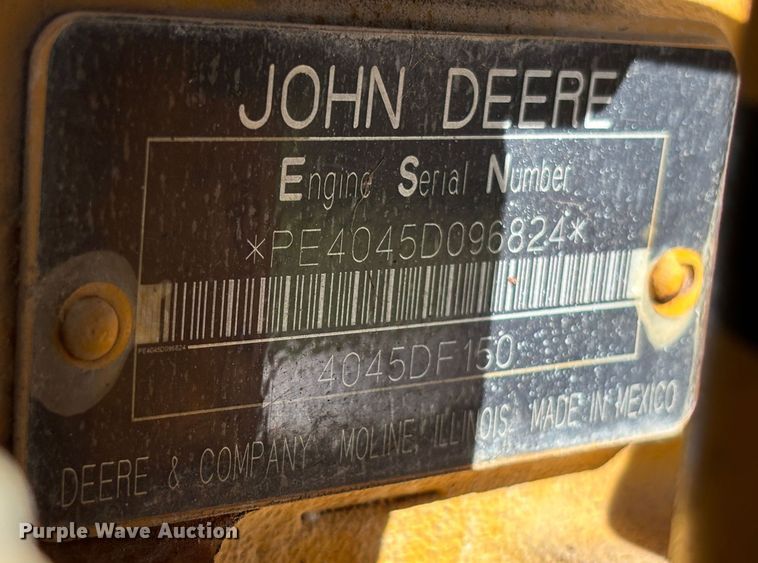 JOHN DEERE
Engine Serial Number
*PE4045D096824*
PE4045D096824
4045DF150
DEERE & COMPANY MOLINE, ILLINOIS, MADE IN MEXICO
Purple Wave Auction